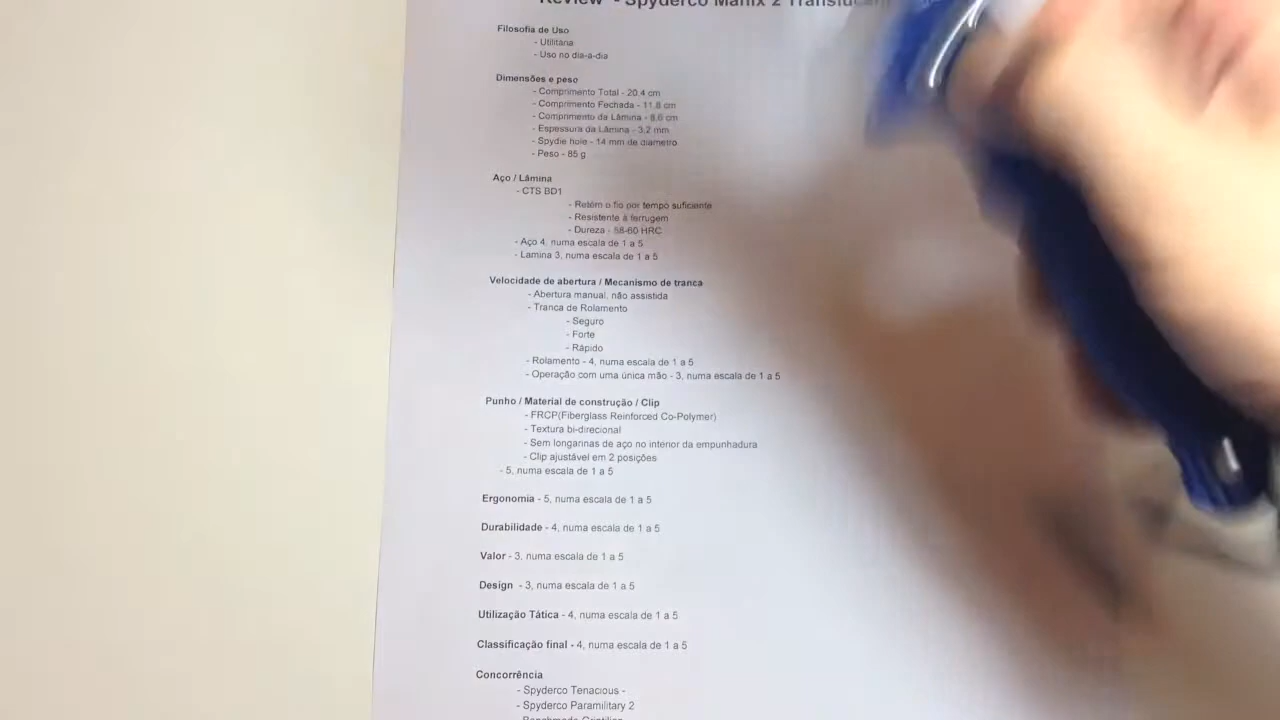 Review - Spyderco Manix 2 Translucent
Filosofia de Uso
- Utilitária
- Uso no dia-a-dia
Dimensões e peso
- Comprimento Total - 20.4 cm
- Comprimento Fechada - 11.8 cm
- Comprimento da Lâmina - 8.6 cm
- Espessura da Lâmina - 3.2 mm
- Spydie hole - 14 mm de diametro
- Peso - 85 g
Aço / Lâmina
- CTS BD1
- Retém o fio por tempo suficiente
- Resistente à ferrugem
- Dureza - 58-60 HRC
- Aço 4, numa escala de 1 a 5
- Lamina 3, numa escala de 1 a 5
Velocidade de abertura / Mecanismo de tranca
- Abertura manual, não assistida
- Tranca de Rolamento
- Seguro
- Forte
- Rápido
- Rolamento - 4, numa escala de 1 a 5
- Operação com uma única mão - 3, numa escala de 1 a 5
Punho / Material de construção / Clip
- FRCP(Fiberglass Reinforced Co-Polymer)
- Textura bi-direcional
- Sem longarinas de aço no interior da empunhadura
- Clip ajustável em 2 posições
- 5, numa escala de 1 a 5
Ergonomia - 5, numa escala de 1 a 5
Durabilidade - 4, numa escala de 1 a 5
Valor - 3, numa escala de 1 a 5
Design - 3, numa escala de 1 a 5
Utilização Tática - 4, numa escala de 1 a 5
Classificação final - 4, numa escala de 1 a 5
Concorrência
- Spyderco Tenacious -
- Spyderco Paramilitary 2